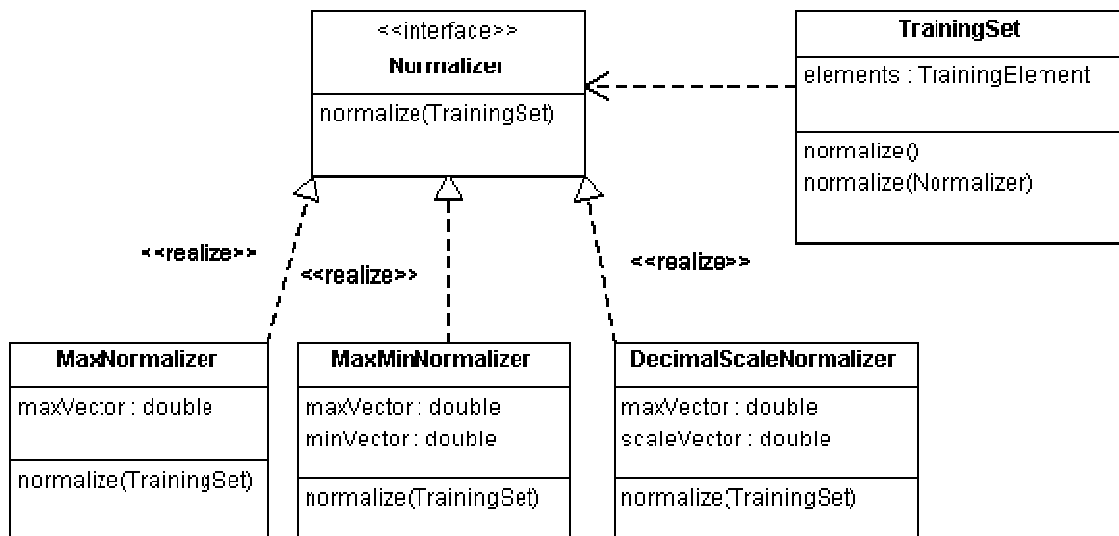 <<interface>>
Normalizer
normalize(TrainingSet)
TrainingSet
elements : TrainingElement
normalize()
normalize(Normalizer)
<<realize>>
<<realize>>
<<realize>>
MaxNormalizer
maxVector : double
normalize(TrainingSet)
MaxMinNormalizer
maxVector : double
minVector : double
normalize(TrainingSet)
DecimalScaleNormalizer
maxVector : double
scaleVector : double
normalize(TrainingSet)